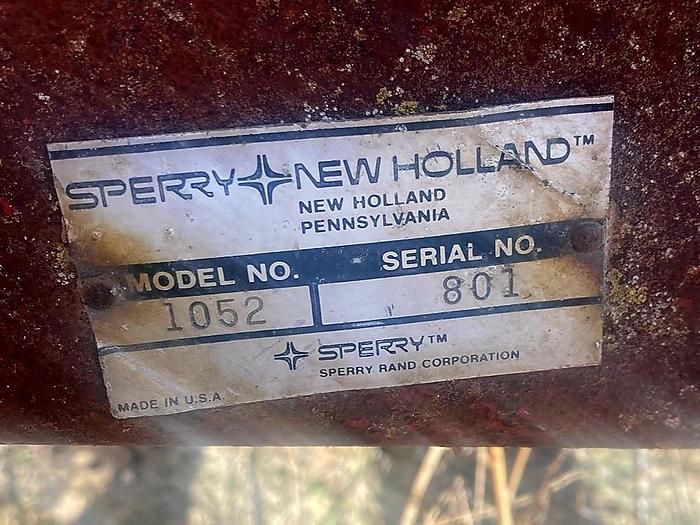 SPERRY NEW HOLLAND™
NEW HOLLAND
PENNSYLVANIA
MODEL NO. SERIAL NO.
1052 801
SPERRY™
SPERRY RAND CORPORATION
MADE IN U.S.A.